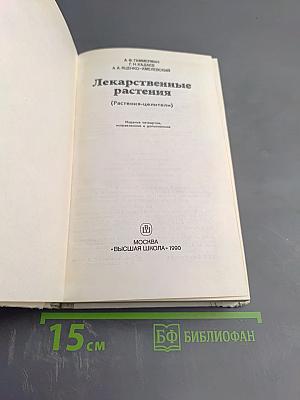 А. Ф. ГАММЕРМАН
Г. Н. КАДАЕВ
А. А. ЯЦЕНКО-ХМЕЛЕВСКИЙ
Лекарственные
растения
(Растения-целители)
Издание четвертое,
исправленное и дополненное
МОСКВА
«ВЫСШАЯ ШКОЛА» 1990
15 см
БФ БИБЛИОФАН